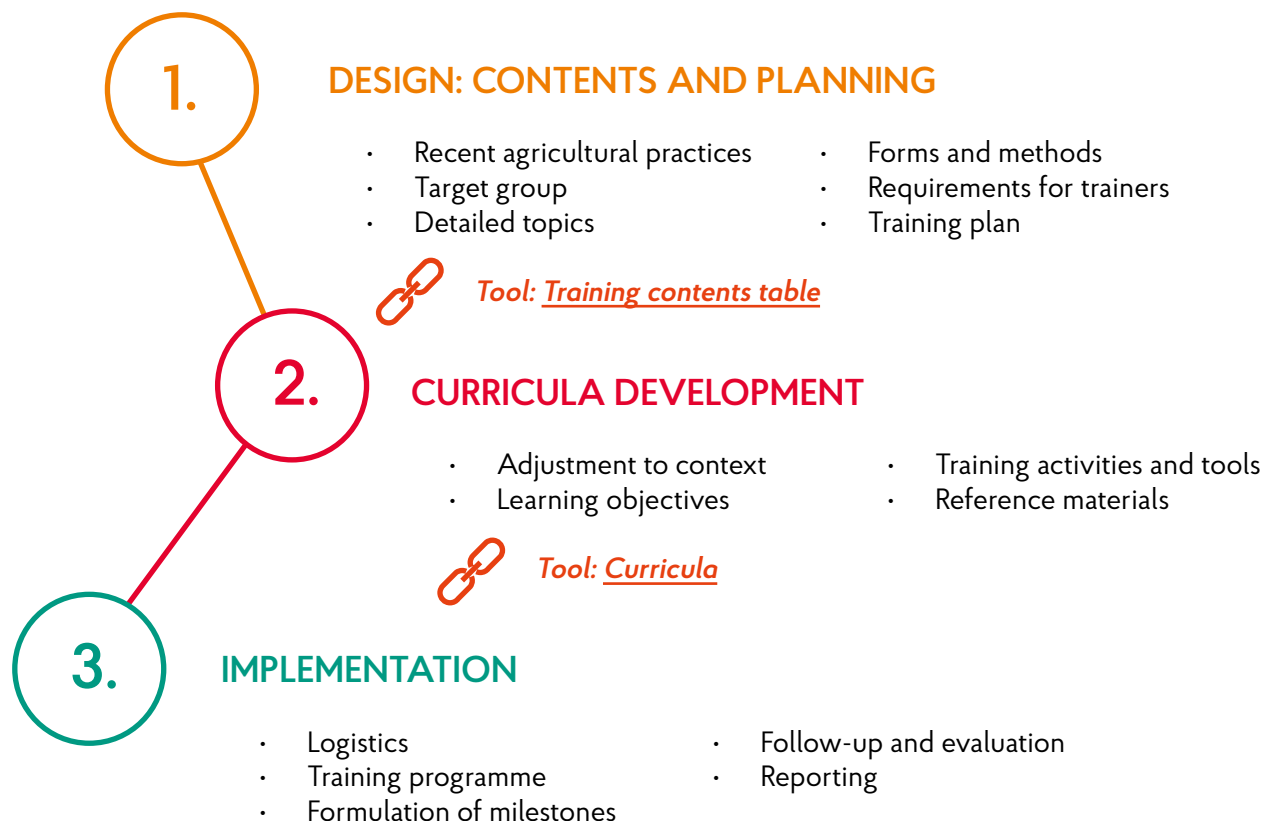 1.
DESIGN: CONTENTS AND PLANNING
· Recent agricultural practices
· Target group
· Detailed topics
· Forms and methods
· Requirements for trainers
· Training plan
Tool: Training contents table
2.
CURRICULA DEVELOPMENT
· Adjustment to context
· Learning objectives
· Training activities and tools
· Reference materials
Tool: Curricula
3.
IMPLEMENTATION
· Logistics
· Training programme
· Formulation of milestones
· Follow-up and evaluation
· Reporting